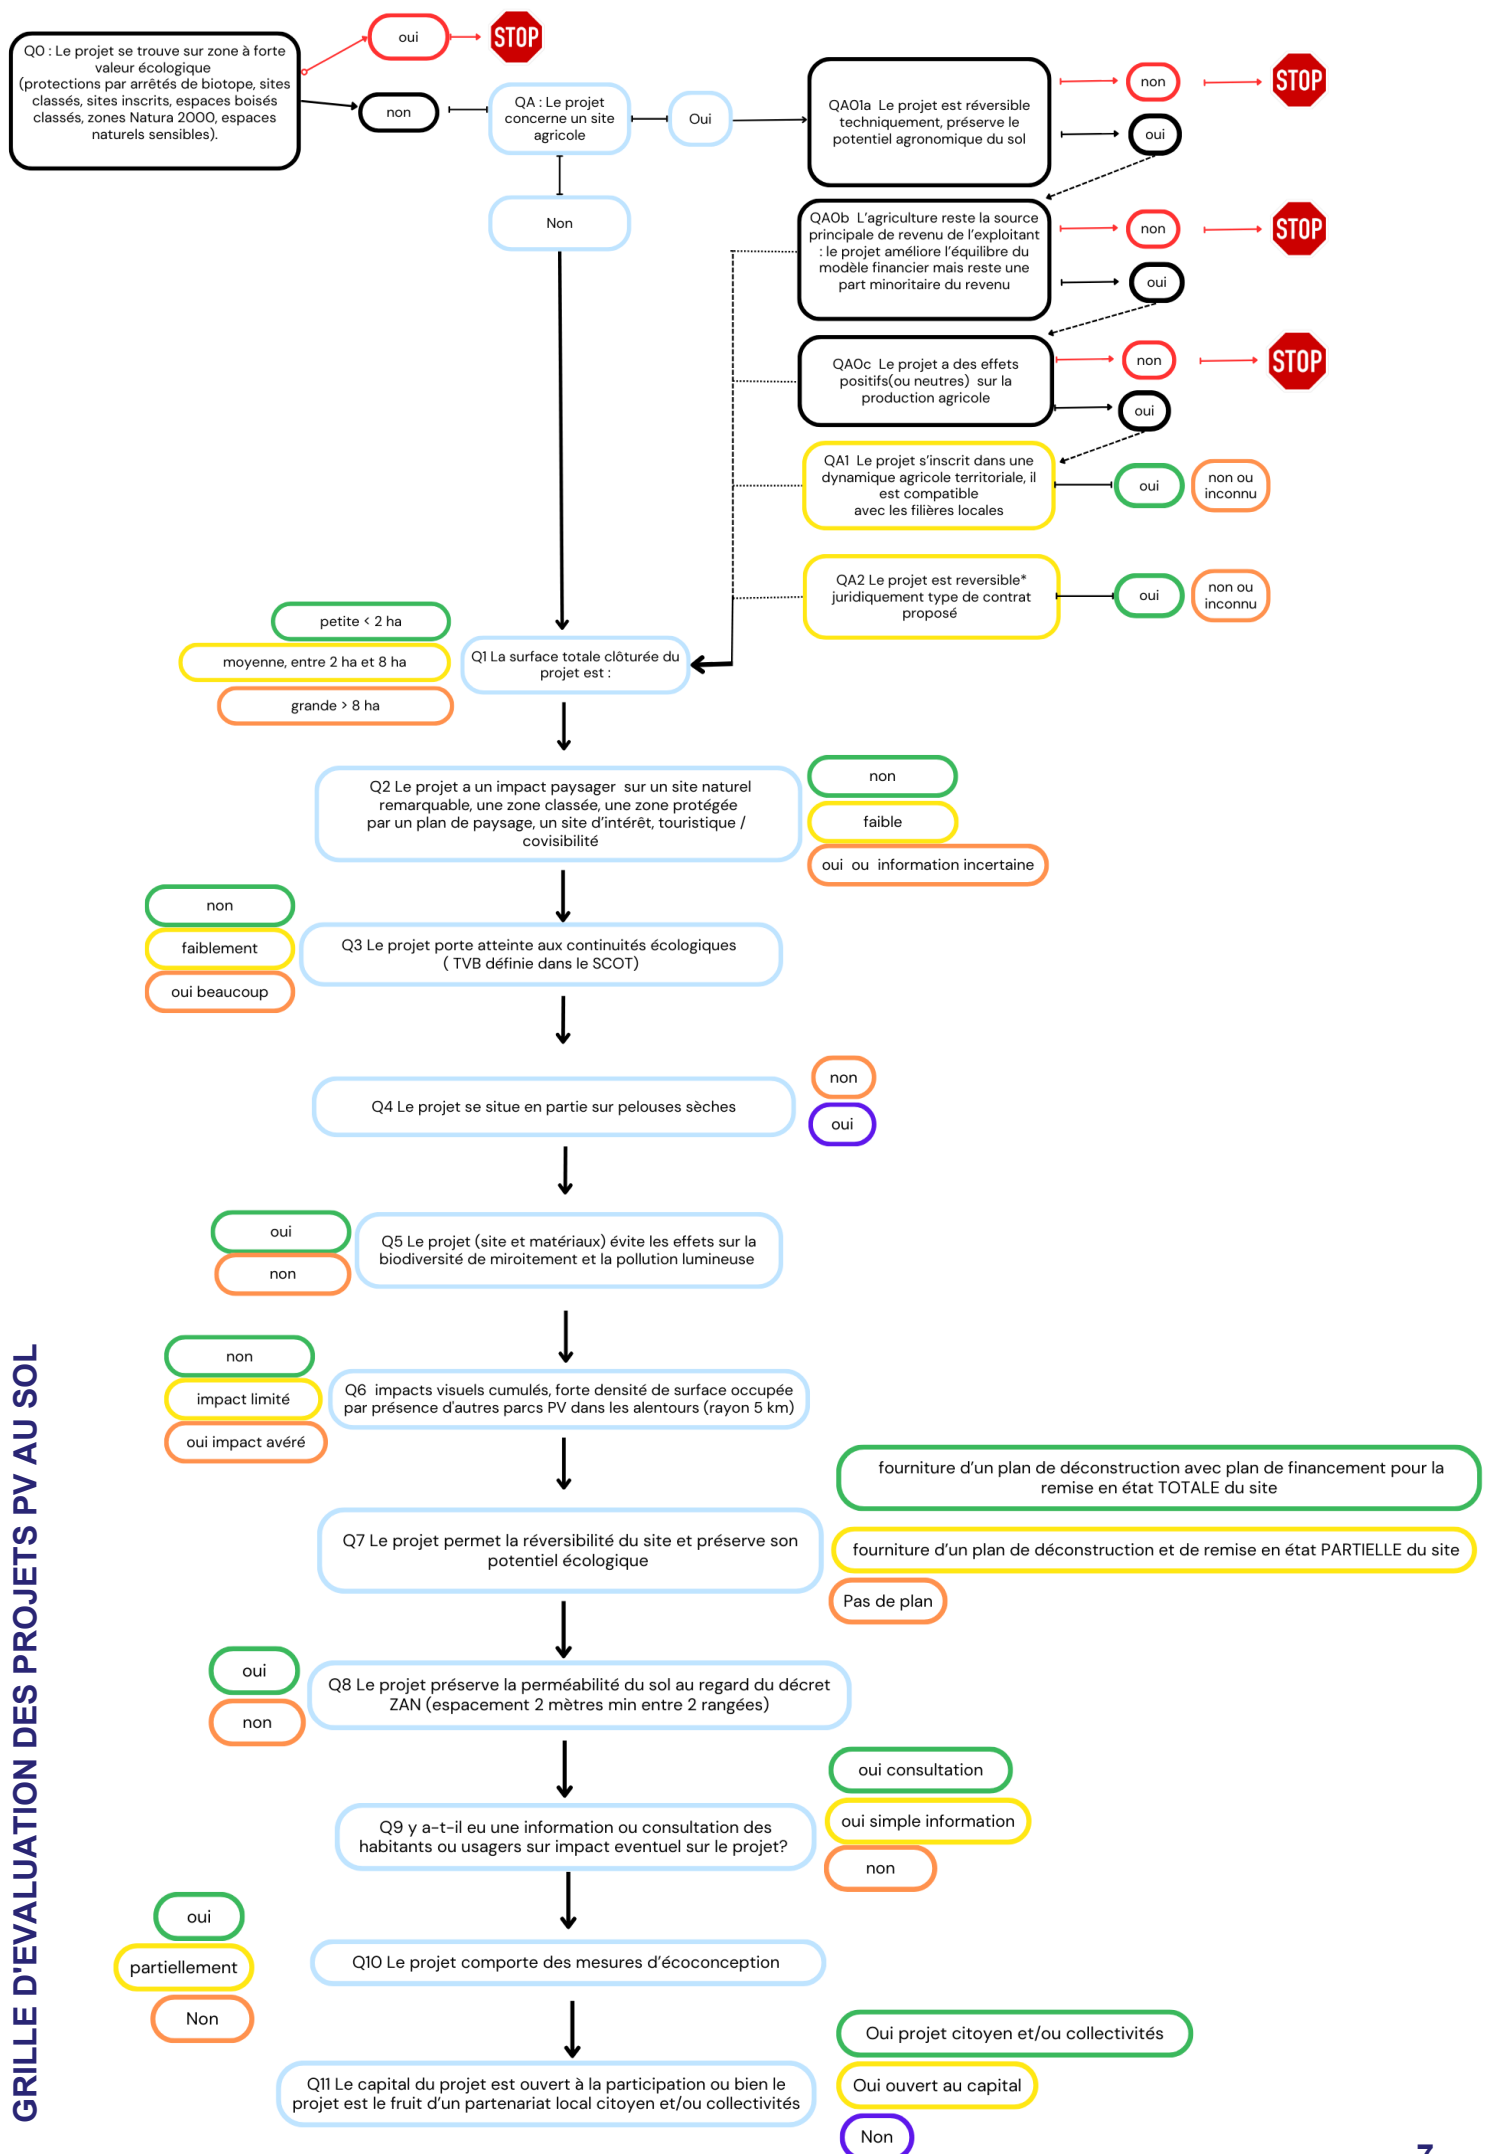 Q0 : Le projet se trouve sur zone à forte
valeur écologique
(protections par arrêtés de biotope, sites
classés, sites inscrits, espaces boisés
classés, zones Natura 2000, espaces
naturels sensibles).
oui
STOP
non
QA : Le projet
concerne un site
agricole
Oui
Non
QA01a Le projet est réversible
techniquement, préserve le
potentiel agronomique du sol
non
STOP
oui
QA0b L'agriculture reste la source
principale de revenu de l'exploitant
: le projet améliore l'équilibre du
modèle financier mais reste une
part minoritaire du revenu
non
STOP
oui
QA0c Le projet a des effets
positifs(ou neutres) sur la
production agricole
non
STOP
oui
QA1 Le projet s'inscrit dans une
dynamique agricole territoriale, il
est compatible
avec les filières locales
oui
non ou
inconnu
QA2 Le projet est reversible*
juridiquement type de contrat
proposé
oui
non ou
inconnu
petite < 2 ha
moyenne, entre 2 ha et 8 ha
grande > 8 ha
Q1 La surface totale clôturée du
projet est :
Q2 Le projet a un impact paysager sur un site naturel
remarquable, une zone classée, une zone protégée
par un plan de paysage, un site d'intérêt, touristique /
covisibilité
non
faible
oui ou information incertaine
non
faiblement
oui beaucoup
Q3 Le projet porte atteinte aux continuités écologiques
( TVB définie dans le SCOT)
Q4 Le projet se situe en partie sur pelouses sèches
non
oui
oui
non
Q5 Le projet (site et matériaux) évite les effets sur la
biodiversité de miroitement et la pollution lumineuse
non
impact limité
oui impact avéré
Q6 impacts visuels cumulés, forte densité de surface occupée
par présence d'autres parcs PV dans les alentours (rayon 5 km)
Q7 Le projet permet la réversibilité du site et préserve son
potentiel écologique
fourniture d'un plan de déconstruction avec plan de financement pour la
remise en état TOTALE du site
fourniture d'un plan de déconstruction et de remise en état PARTIELLE du site
Pas de plan
oui
non
Q8 Le projet préserve la perméabilité du sol au regard du décret
ZAN (espacement 2 mètres min entre 2 rangées)
Q9 y a-t-il eu une information ou consultation des
habitants ou usagers sur impact eventuel sur le projet?
oui consultation
oui simple information
non
oui
partiellement
Non
Q10 Le projet comporte des mesures d'écoconception
Q11 Le capital du projet est ouvert à la participation ou bien le
projet est le fruit d'un partenariat local citoyen et/ou collectivités
Oui projet citoyen et/ou collectivités
Oui ouvert au capital
Non
GRILLE D'EVALUATION DES PROJETS PV AU SOL